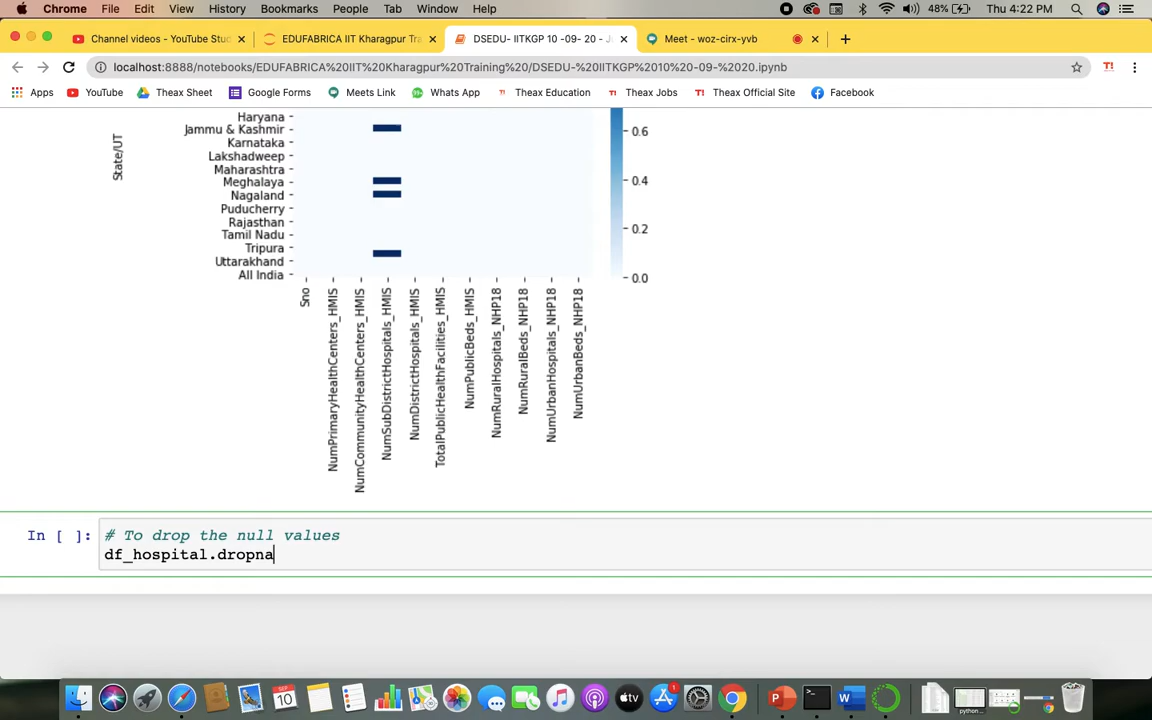 Chrome File Edit View History Bookmarks People Tab Window Help 48% Thu 4:22 PM
Channel videos - YouTube Stu EDUFABRICA IIT Kharagpur Tra DSEDU- IITKGP 10 -09- 20 - Ju Meet - woz-cirx-yvb
localhost:8888/notebooks/EDUFABRICA%20IIT%20Kharagpur%20Training%20/DSEDU-%20IITKGP%2010%20-09-%2020.ipynb
Apps YouTube Theax Sheet Google Forms Meets Link Whats App Theax Education Theax Jobs Theax Official Site Facebook
State/UT
Haryana
Jammu & Kashmir
Karnataka
Lakshadweep
Maharashtra
Meghalaya
Nagaland
Puducherry
Rajasthan
Tamil Nadu
Tripura
Uttarakhand
All India
0.6
0.4
0.2
0.0
Sno
NumPrimaryHealthCenters_HMIS
NumCommunityHealthCenters_HMIS
NumSubDistrictHospitals_HMIS
NumDistrictHospitals_HMIS
TotalPublicHealthFacilities_HMIS
NumPublicBeds_HMIS
NumRuralHospitals_NHP18
NumRuralBeds_NHP18
NumUrbanHospitals_NHP18
NumUrbanBeds_NHP18
In [ ]: # To drop the null values
df_hospital.dropna